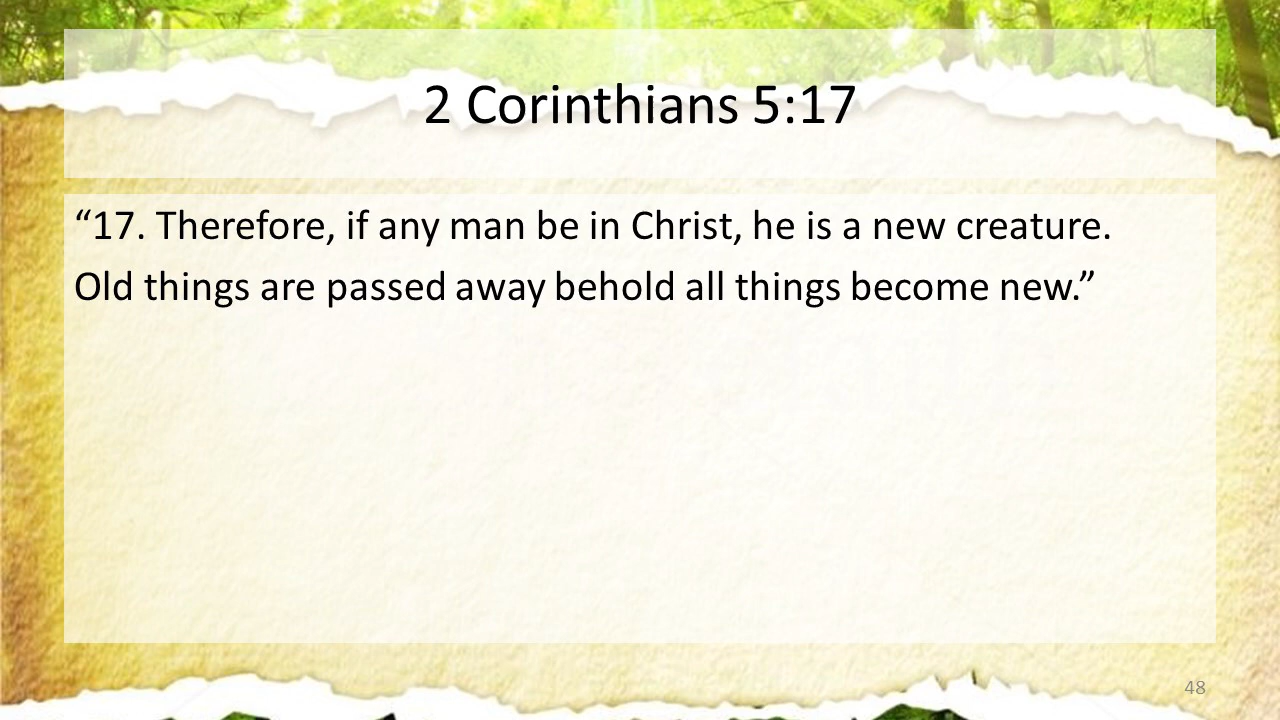 2 Corinthians 5:17
“17. Therefore, if any man be in Christ, he is a new creature.
Old things are passed away behold all things become new.”
48